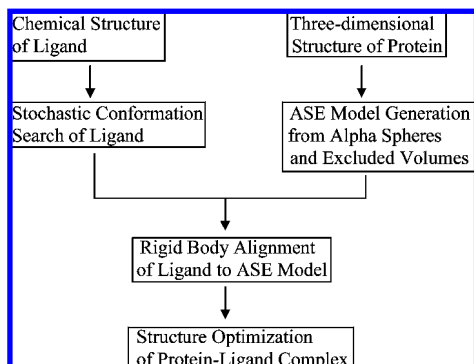 Chemical Structure
of Ligand
Three-dimensional
Structure of Protein
Stochastic Conformation
Search of Ligand
ASE Model Generation
from Alpha Spheres
and Excluded Volumes
Rigid Body Alignment
of Ligand to ASE Model
Structure Optimization
of Protein-Ligand Complex